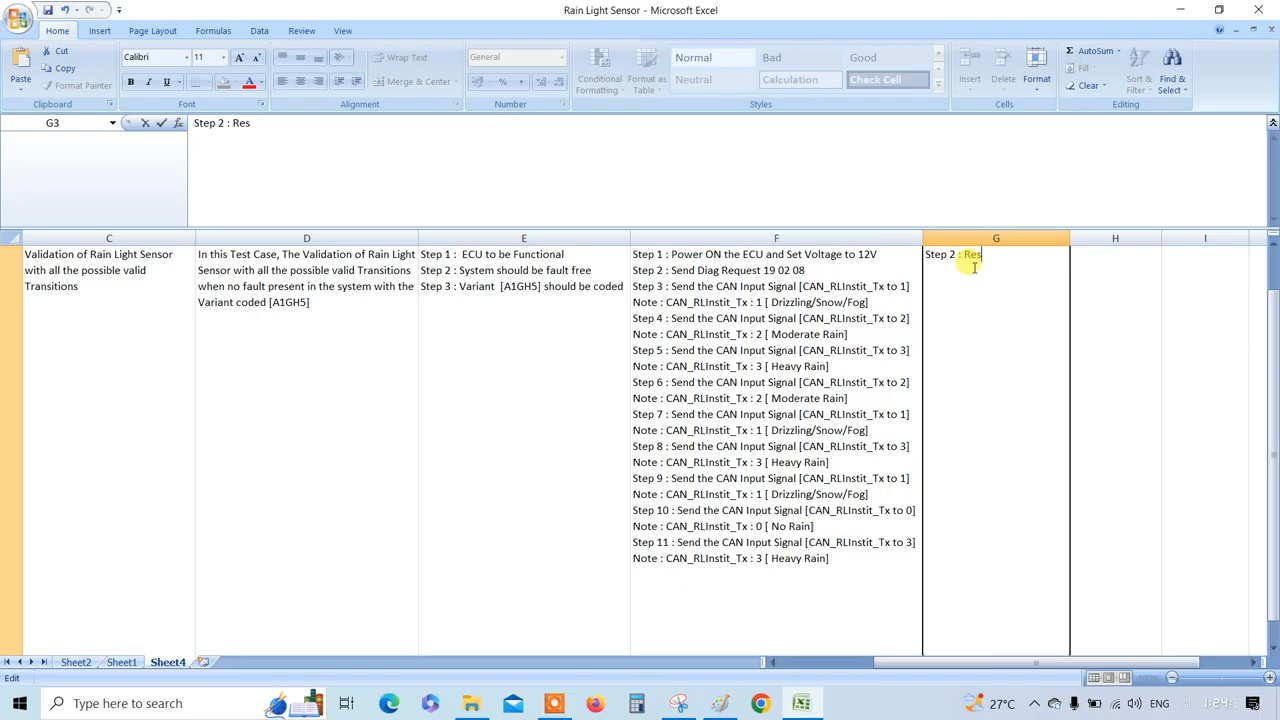 Rain Light Sensor - Microsoft Excel
Home Insert Page Layout Formulas Data Review View
Paste Cut Copy Format Painter Clipboard
Calibri 11 A A B I U A Font
Wrap Text Merge & Center Alignment
General % , Number
Conditional Formatting Format as Table
Normal Bad Good
Neutral Calculation Check Cell
Styles
Insert Delete Format Cells
AutoSum Fill Clear Sort & Filter Find & Select Editing
G3 fx Step 2 : Res
C D E F G H I
Validation of Rain Light Sensor
with all the possible valid
Transitions
In this Test Case, The Validation of Rain Light
Sensor with all the possible valid Transitions
when no fault present in the system with the
Variant coded [A1GH5]
Step 1 : ECU to be Functional
Step 2 : System should be fault free
Step 3 : Variant [A1GH5] should be coded
Step 1 : Power ON the ECU and Set Voltage to 12V
Step 2 : Send Diag Request 19 02 08
Step 3 : Send the CAN Input Signal [CAN_RLInstit_Tx to 1]
Note : CAN_RLInstit_Tx : 1 [ Drizzling/Snow/Fog]
Step 4 : Send the CAN Input Signal [CAN_RLInstit_Tx to 2]
Note : CAN_RLInstit_Tx : 2 [ Moderate Rain]
Step 5 : Send the CAN Input Signal [CAN_RLInstit_Tx to 3]
Note : CAN_RLInstit_Tx : 3 [ Heavy Rain]
Step 6 : Send the CAN Input Signal [CAN_RLInstit_Tx to 2]
Note : CAN_RLInstit_Tx : 2 [ Moderate Rain]
Step 7 : Send the CAN Input Signal [CAN_RLInstit_Tx to 1]
Note : CAN_RLInstit_Tx : 1 [ Drizzling/Snow/Fog]
Step 8 : Send the CAN Input Signal [CAN_RLInstit_Tx to 3]
Note : CAN_RLInstit_Tx : 3 [ Heavy Rain]
Step 9 : Send the CAN Input Signal [CAN_RLInstit_Tx to 1]
Note : CAN_RLInstit_Tx : 1 [ Drizzling/Snow/Fog]
Step 10 : Send the CAN Input Signal [CAN_RLInstit_Tx to 0]
Note : CAN_RLInstit_Tx : 0 [ No Rain]
Step 11 : Send the CAN Input Signal [CAN_RLInstit_Tx to 3]
Note : CAN_RLInstit_Tx : 3 [ Heavy Rain]
Step 2 : Res
Sheet2 Sheet1 Sheet4
Edit
Type here to search
27°C ENG